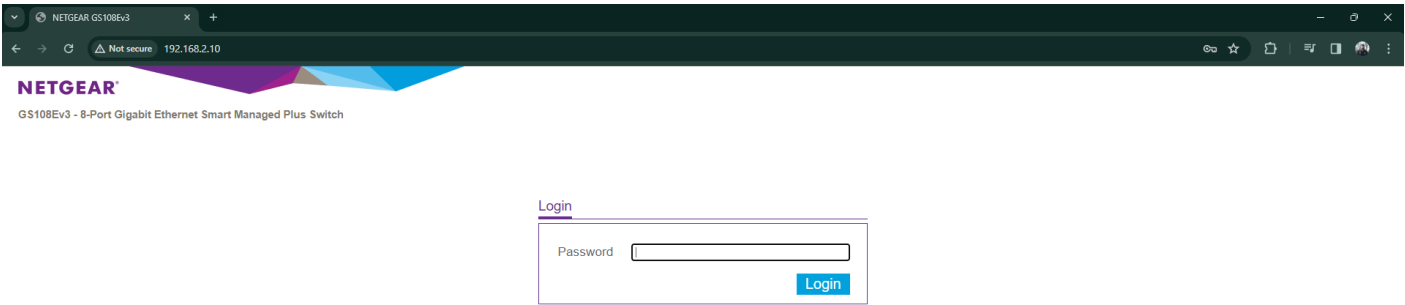 NETGEAR GS108Ev3
Not secure 192.168.2.10
NETGEAR®
GS108Ev3 - 8-Port Gigabit Ethernet Smart Managed Plus Switch
Login
Password
Login